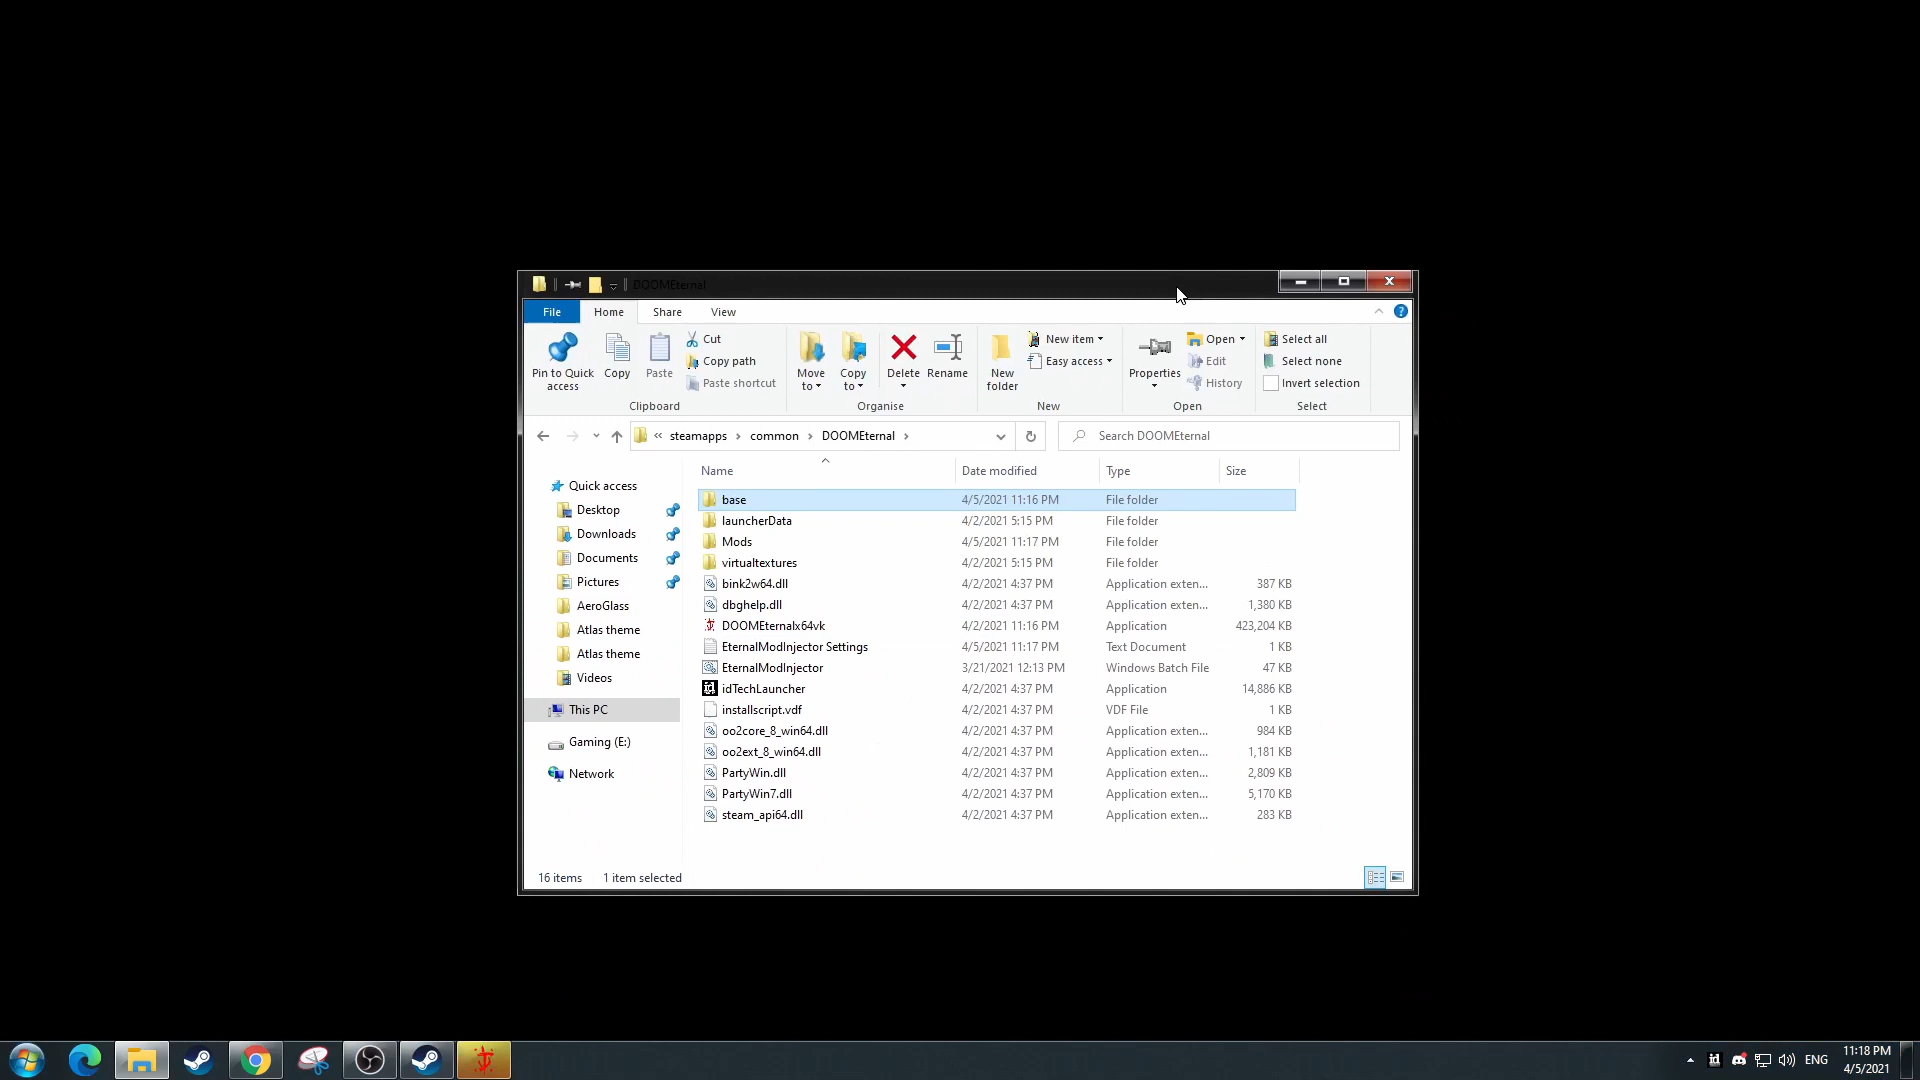 DOOMEternal
File Home Share View
Pin to Quick access
Copy
Paste
Cut
Copy path
Paste shortcut
Clipboard
Move to
Copy to
Delete
Rename
Organise
New folder
New item
Easy access
New
Properties
Open
Edit
History
Open
Select all
Select none
Invert selection
Select
« steamapps › common › DOOMEternal ›
Search DOOMEternal
Quick access
Desktop
Downloads
Documents
Pictures
AeroGlass
Atlas theme
Atlas theme
Videos
This PC
Gaming (E:)
Network
Name Date modified Type Size
base 4/5/2021 11:16 PM File folder
launcherData 4/2/2021 5:15 PM File folder
Mods 4/5/2021 11:17 PM File folder
virtualtextures 4/2/2021 5:15 PM File folder
bink2w64.dll 4/2/2021 4:37 PM Application exten... 387 KB
dbghelp.dll 4/2/2021 4:37 PM Application exten... 1,380 KB
DOOMEternalx64vk 4/2/2021 11:16 PM Application 423,204 KB
EternalModInjector Settings 4/5/2021 11:17 PM Text Document 1 KB
EternalModInjector 3/21/2021 12:13 PM Windows Batch File 47 KB
idTechLauncher 4/2/2021 4:37 PM Application 14,886 KB
installscript.vdf 4/2/2021 4:37 PM VDF File 1 KB
oo2core_8_win64.dll 4/2/2021 4:37 PM Application exten... 984 KB
oo2ext_8_win64.dll 4/2/2021 4:37 PM Application exten... 1,181 KB
PartyWin.dll 4/2/2021 4:37 PM Application exten... 2,809 KB
PartyWin7.dll 4/2/2021 4:37 PM Application exten... 5,170 KB
steam_api64.dll 4/2/2021 4:37 PM Application exten... 283 KB
16 items 1 item selected
ENG
11:18 PM
4/5/2021